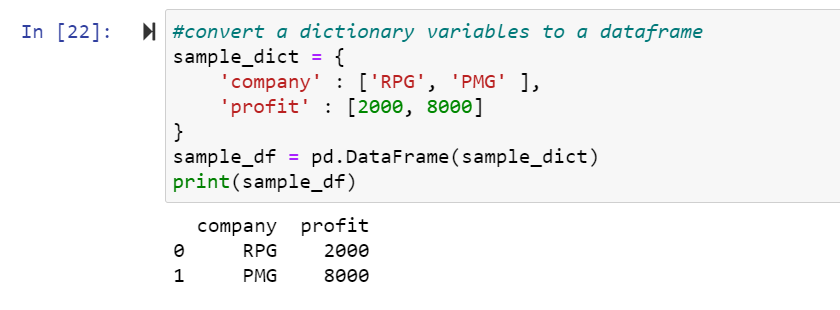 In [22]:
#convert a dictionary variables to a dataframe
sample_dict = {
    'company' : ['RPG', 'PMG' ],
    'profit' : [2000, 8000]
}
sample_df = pd.DataFrame(sample_dict)
print(sample_df)
  company  profit
0     RPG    2000
1     PMG    8000